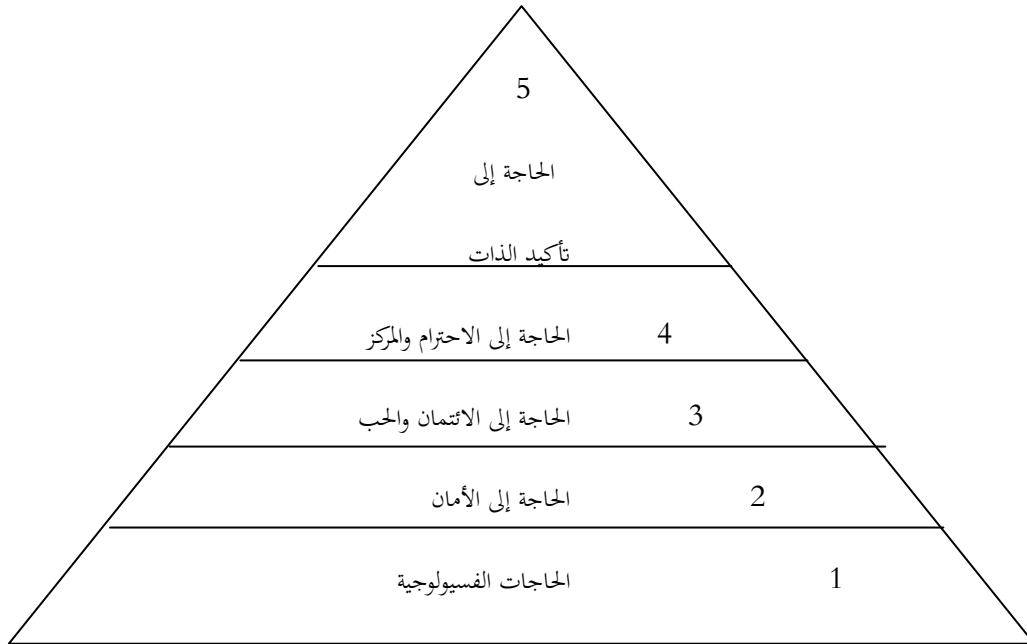 5
الحاجة إلى
تأكيد الذات
4 الحاجة إلى الاحترام والمركز
3 الحاجة إلى الائتمان والحب
2 الحاجة إلى الأمان
1 الحاجات الفسيولوجية